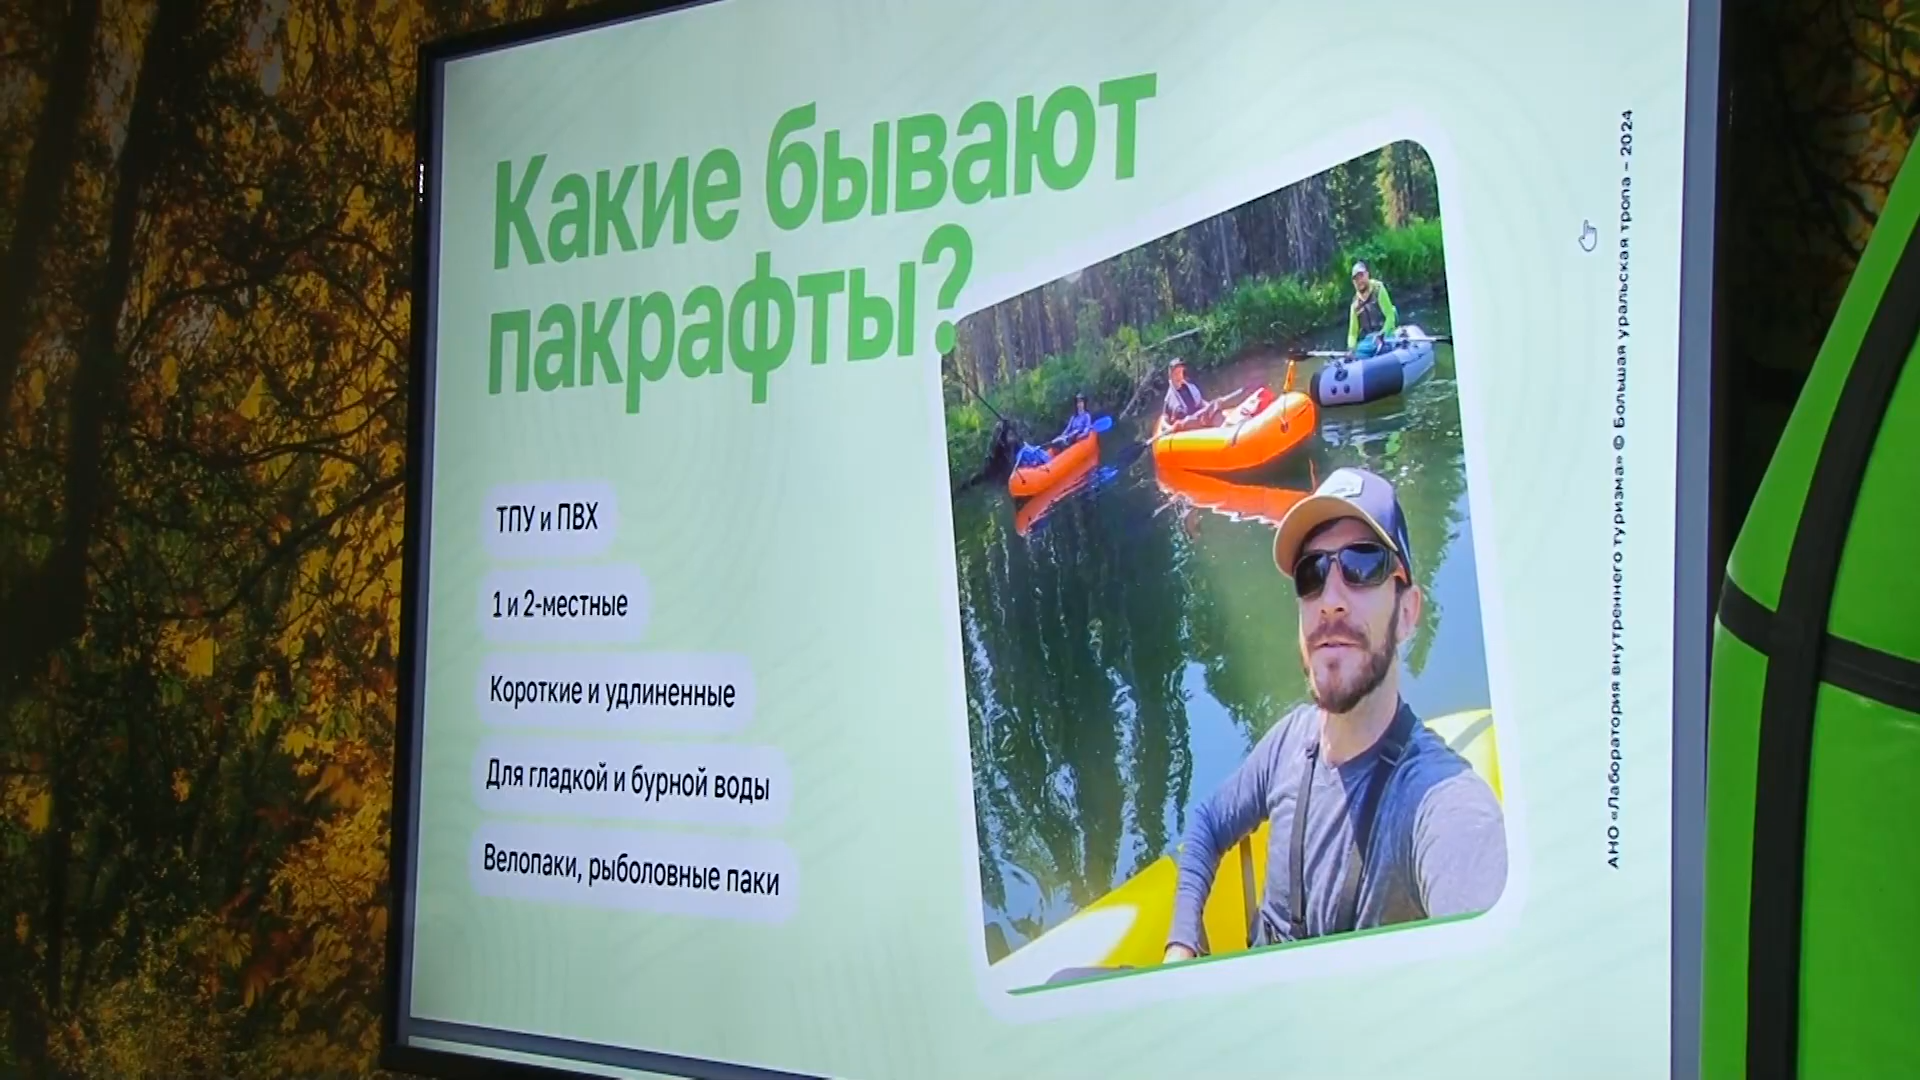 Какие бывают
пакрафты?
ТПУ и ПВХ
1 и 2-местные
Короткие и удлиненные
Для гладкой и бурной воды
Велопаки, рыболовные паки
АНО «Лаборатория внутреннего туризма» © Большая уральская тропа – 2024